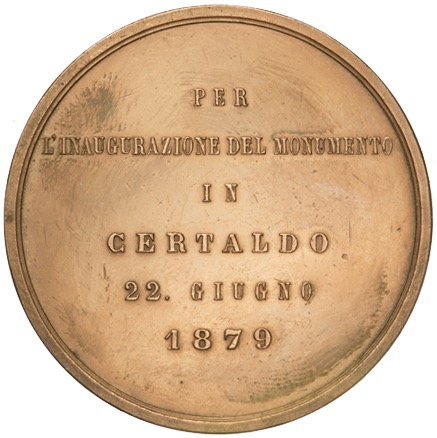 PER
L'INAUGURAZIONE DEL MONUMENTO
IN
CERTALDO
22. GIUGNO
1879